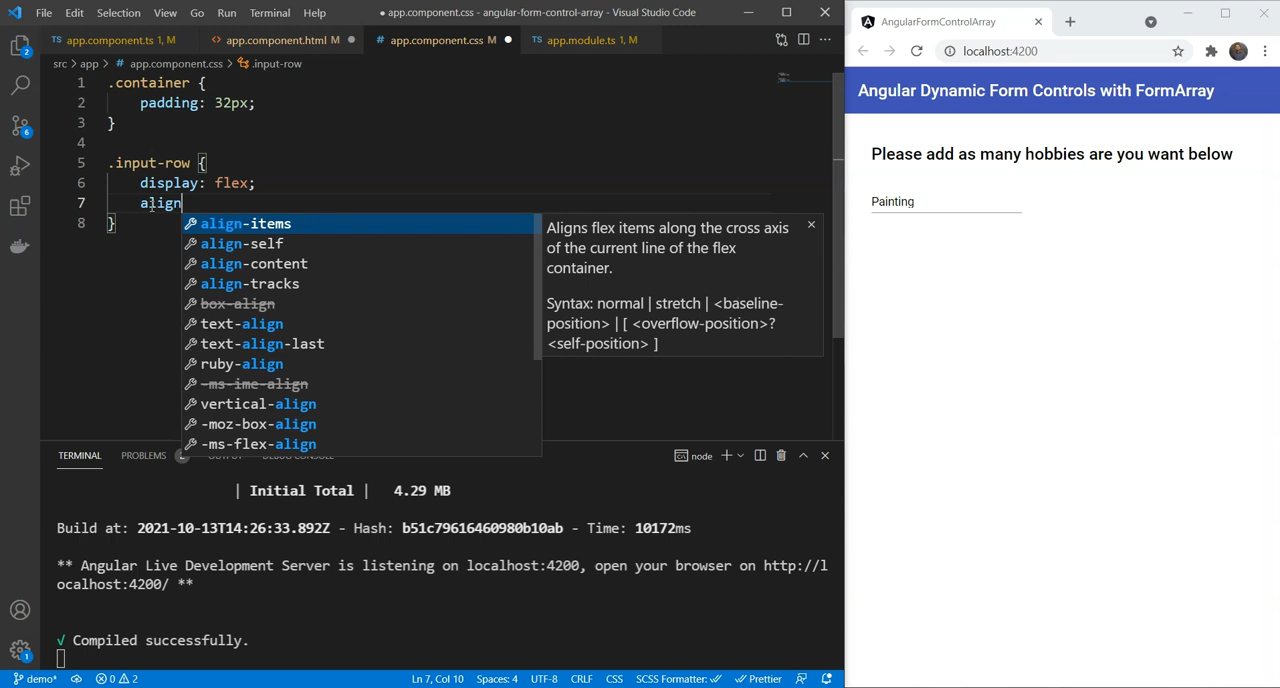 File Edit Selection View Go Run Terminal Help ● app.component.css - angular-form-control-array - Visual Studio Code
app.component.ts 1, M app.component.html M # app.component.css M TS app.module.ts 1, M
src > app > # app.component.css > .input-row
1 .container {
2 padding: 32px;
3 }
4
5 .input-row {
6 display: flex;
7 align
8 }
align-items
align-self
align-content
align-tracks
box-align
text-align
text-align-last
ruby-align
-ms-ime-align
vertical-align
-moz-box-align
-ms-flex-align
Aligns flex items along the cross axis
of the current line of the flex
container.
Syntax: normal | stretch | <baseline-
position> | [ <overflow-position>?
<self-position> ]
TERMINAL PROBLEMS OUTPUT DEBUG CONSOLE
node
| Initial Total | 4.29 MB
Build at: 2021-10-13T14:26:33.892Z - Hash: b51c79616460980b10ab - Time: 10172ms
** Angular Live Development Server is listening on localhost:4200, open your browser on http://l
ocalhost:4200/ **
√ Compiled successfully.
demo* 0 2 Ln 7, Col 10 Spaces: 4 UTF-8 CRLF CSS SCSS Formatter: Prettier
2
6
1
AngularFormControlArray
localhost:4200
Angular Dynamic Form Controls with FormArray
Please add as many hobbies are you want below
Painting